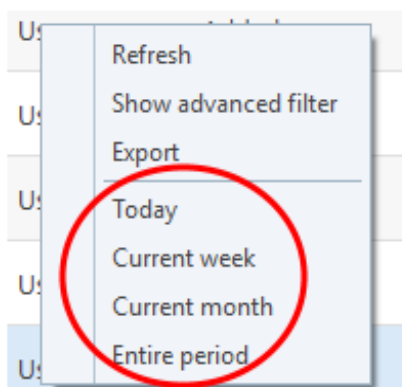 Refresh
Show advanced filter
Export
Today
Current week
Current month
Entire period